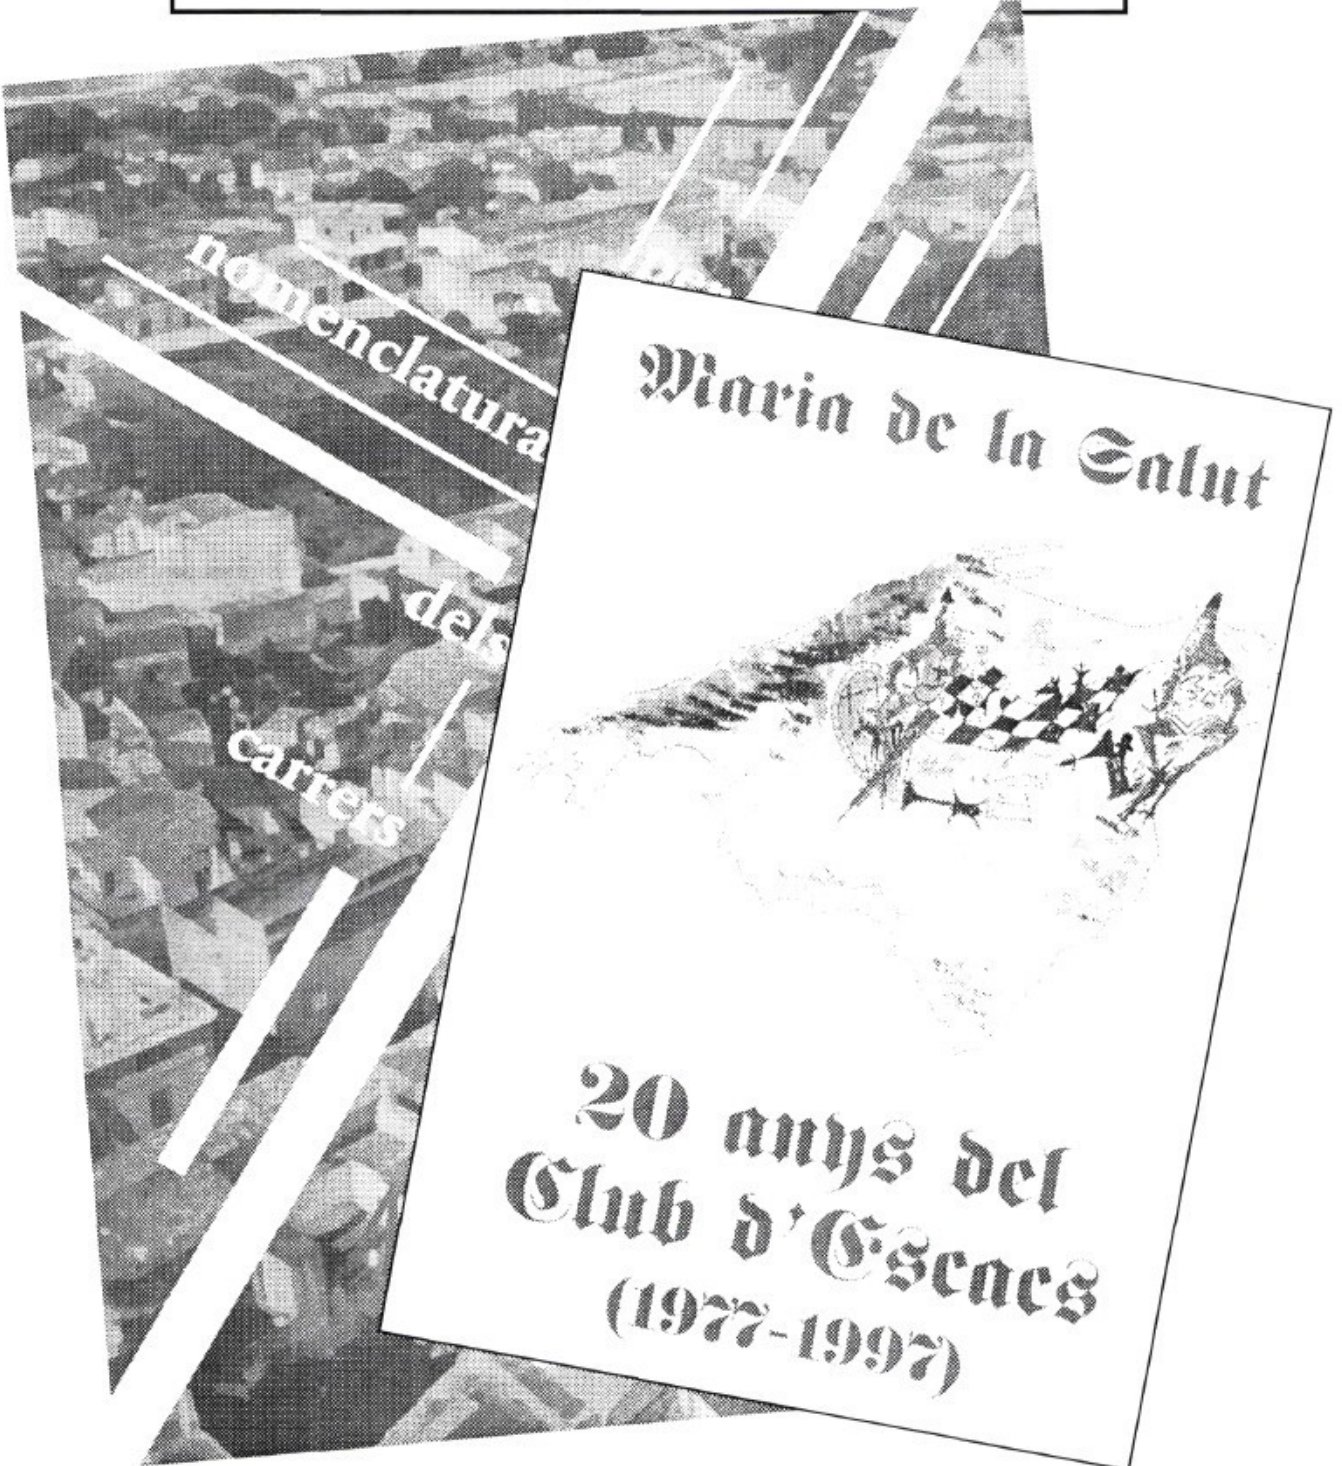 nomenclatura
dels
carrers
Maria de la Salut
20 anys del
Club d'Escacs
(1977-1997)